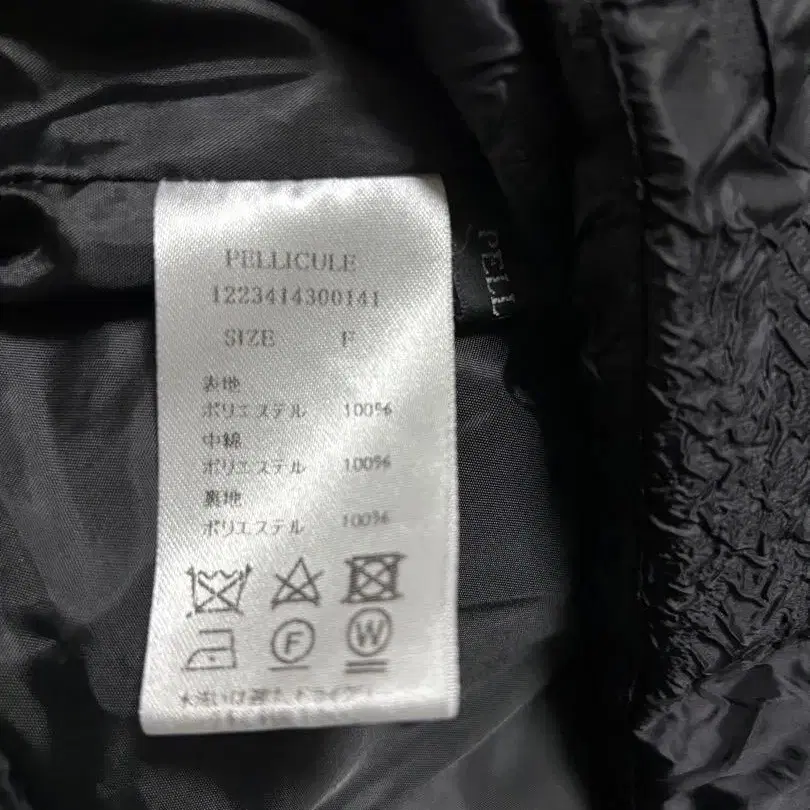 PELLICULE
1223414300141
SIZE F
表地
ポリエステル 100%
中綿
ポリエステル 100%
裏地
ポリエステル 100%
F
W
PELL